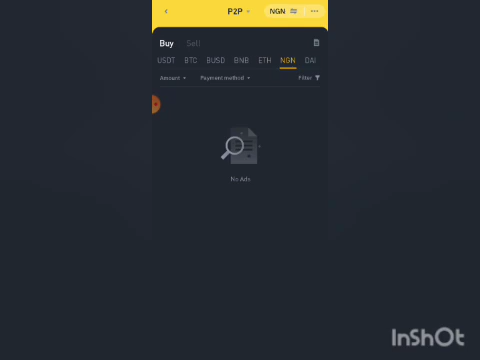 P2P
NGN
Buy Sell
USDT BTC BUSD BNB ETH NGN DAI
Amount Payment method Filter
No Ads
InShOt